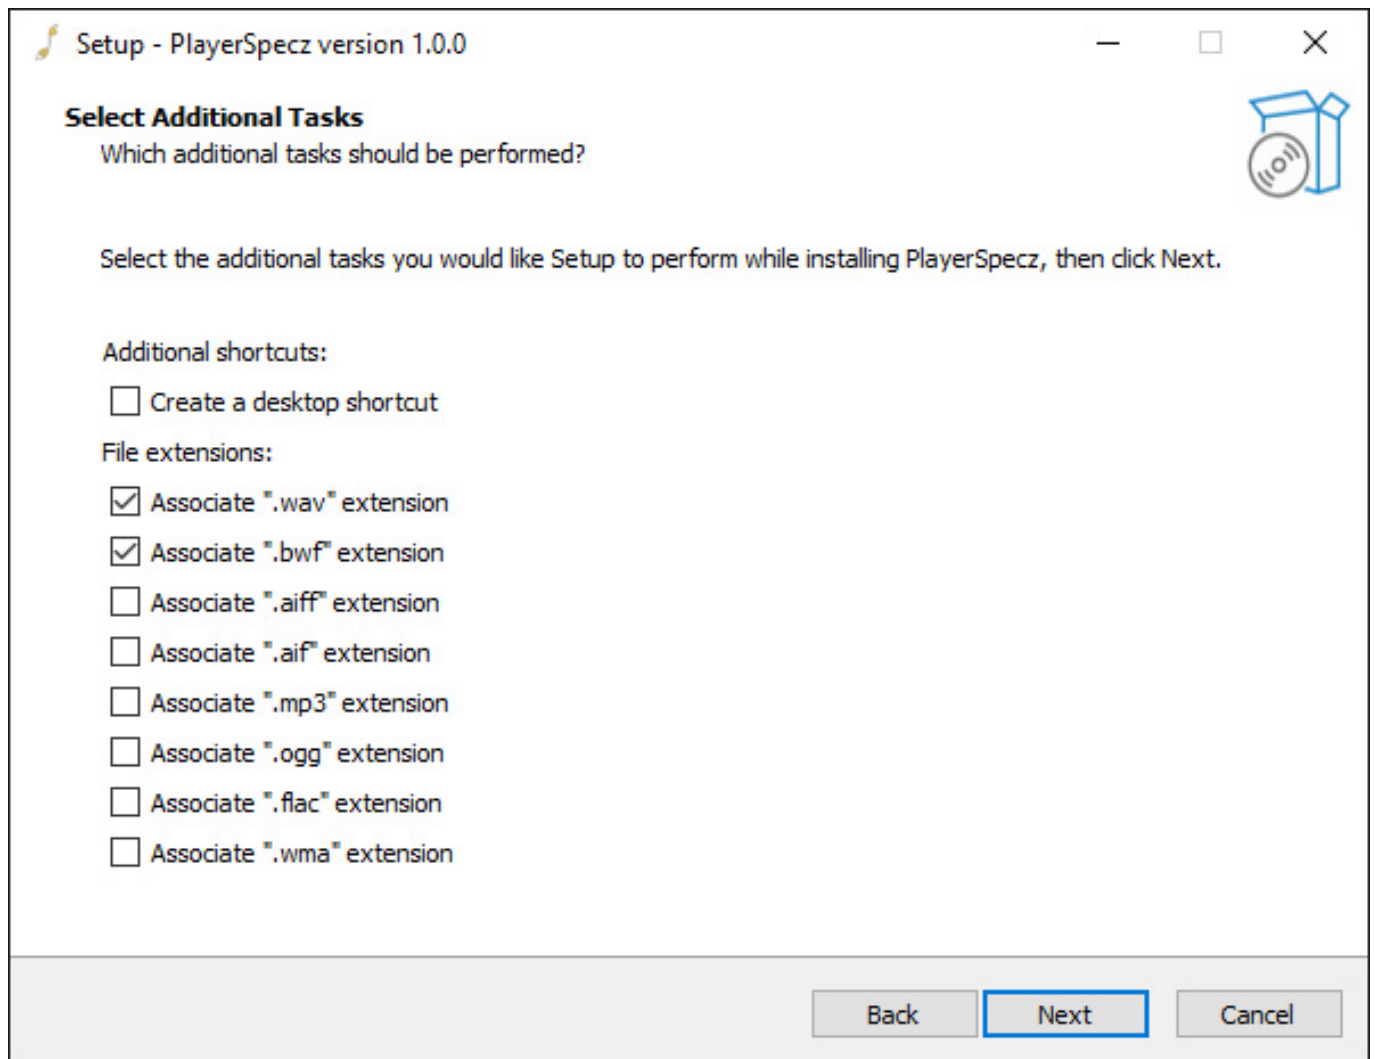 Setup - PlayerSpecz version 1.0.0
Select Additional Tasks
Which additional tasks should be performed?
Select the additional tasks you would like Setup to perform while installing PlayerSpecz, then click Next.
Additional shortcuts:
Create a desktop shortcut
File extensions:
Associate ".wav" extension
Associate ".bwf" extension
Associate ".aiff" extension
Associate ".aif" extension
Associate ".mp3" extension
Associate ".ogg" extension
Associate ".flac" extension
Associate ".wma" extension
Back Next Cancel